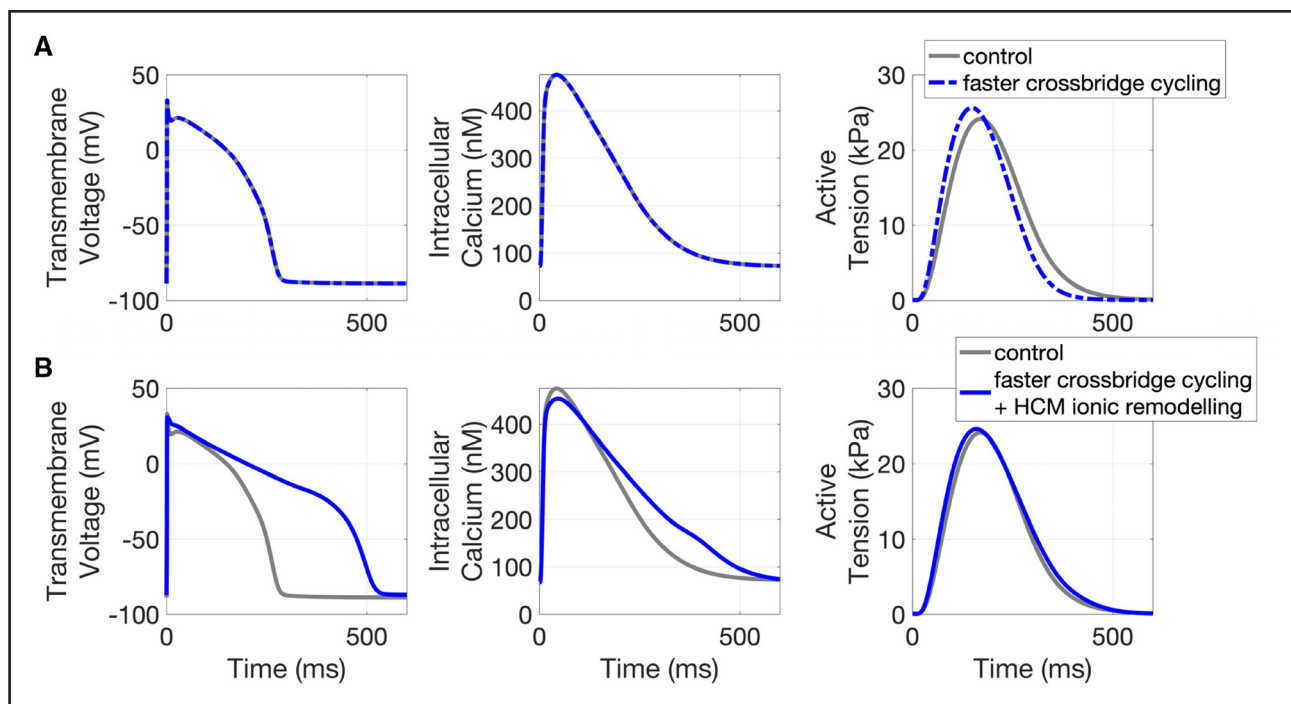 A
Transmembrane
Voltage (mV)
50
0
-50
-100
0
500
Intracellular
Calcium (nM)
400
300
200
100
0
0
500
Active
Tension (kPa)
30
20
10
0
0
500
control
faster crossbridge cycling
B
Transmembrane
Voltage (mV)
50
0
-50
-100
0
500
Time (ms)
Intracellular
Calcium (nM)
400
300
200
100
0
0
500
Time (ms)
Active
Tension (kPa)
30
20
10
0
0
500
Time (ms)
control
faster crossbridge cycling
+ HCM ionic remodelling